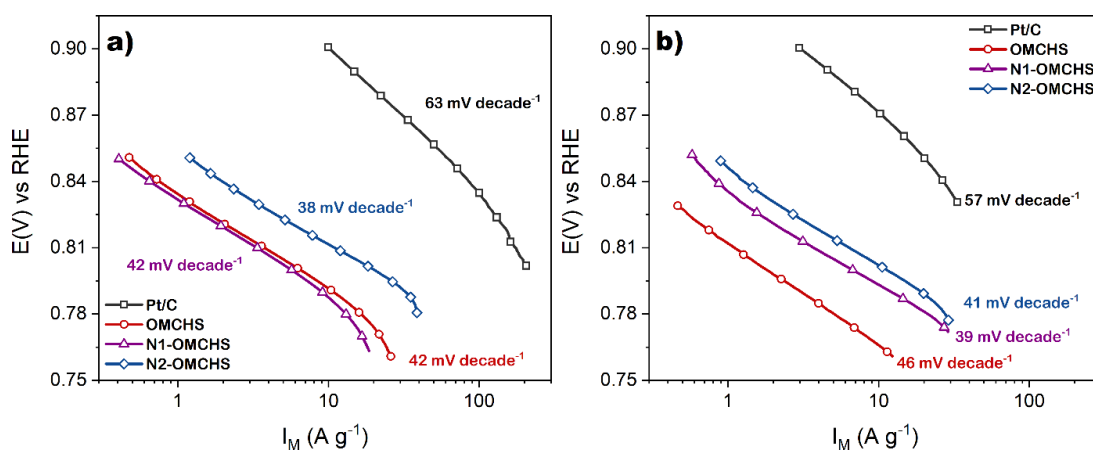 a)
0.90
0.87
0.84
0.81
0.78
0.75
E(V) vs RHE
63 mV decade⁻¹
38 mV decade⁻¹
42 mV decade⁻¹
42 mV decade⁻¹
Pt/C
OMCHS
N1-OMCHS
N2-OMCHS
1
10
100
I_M (A g⁻¹)
b)
0.90
0.87
0.84
0.81
0.78
0.75
E(V) vs RHE
Pt/C
OMCHS
N1-OMCHS
N2-OMCHS
57 mV decade⁻¹
41 mV decade⁻¹
39 mV decade⁻¹
46 mV decade⁻¹
1
10
100
I_M (A g⁻¹)